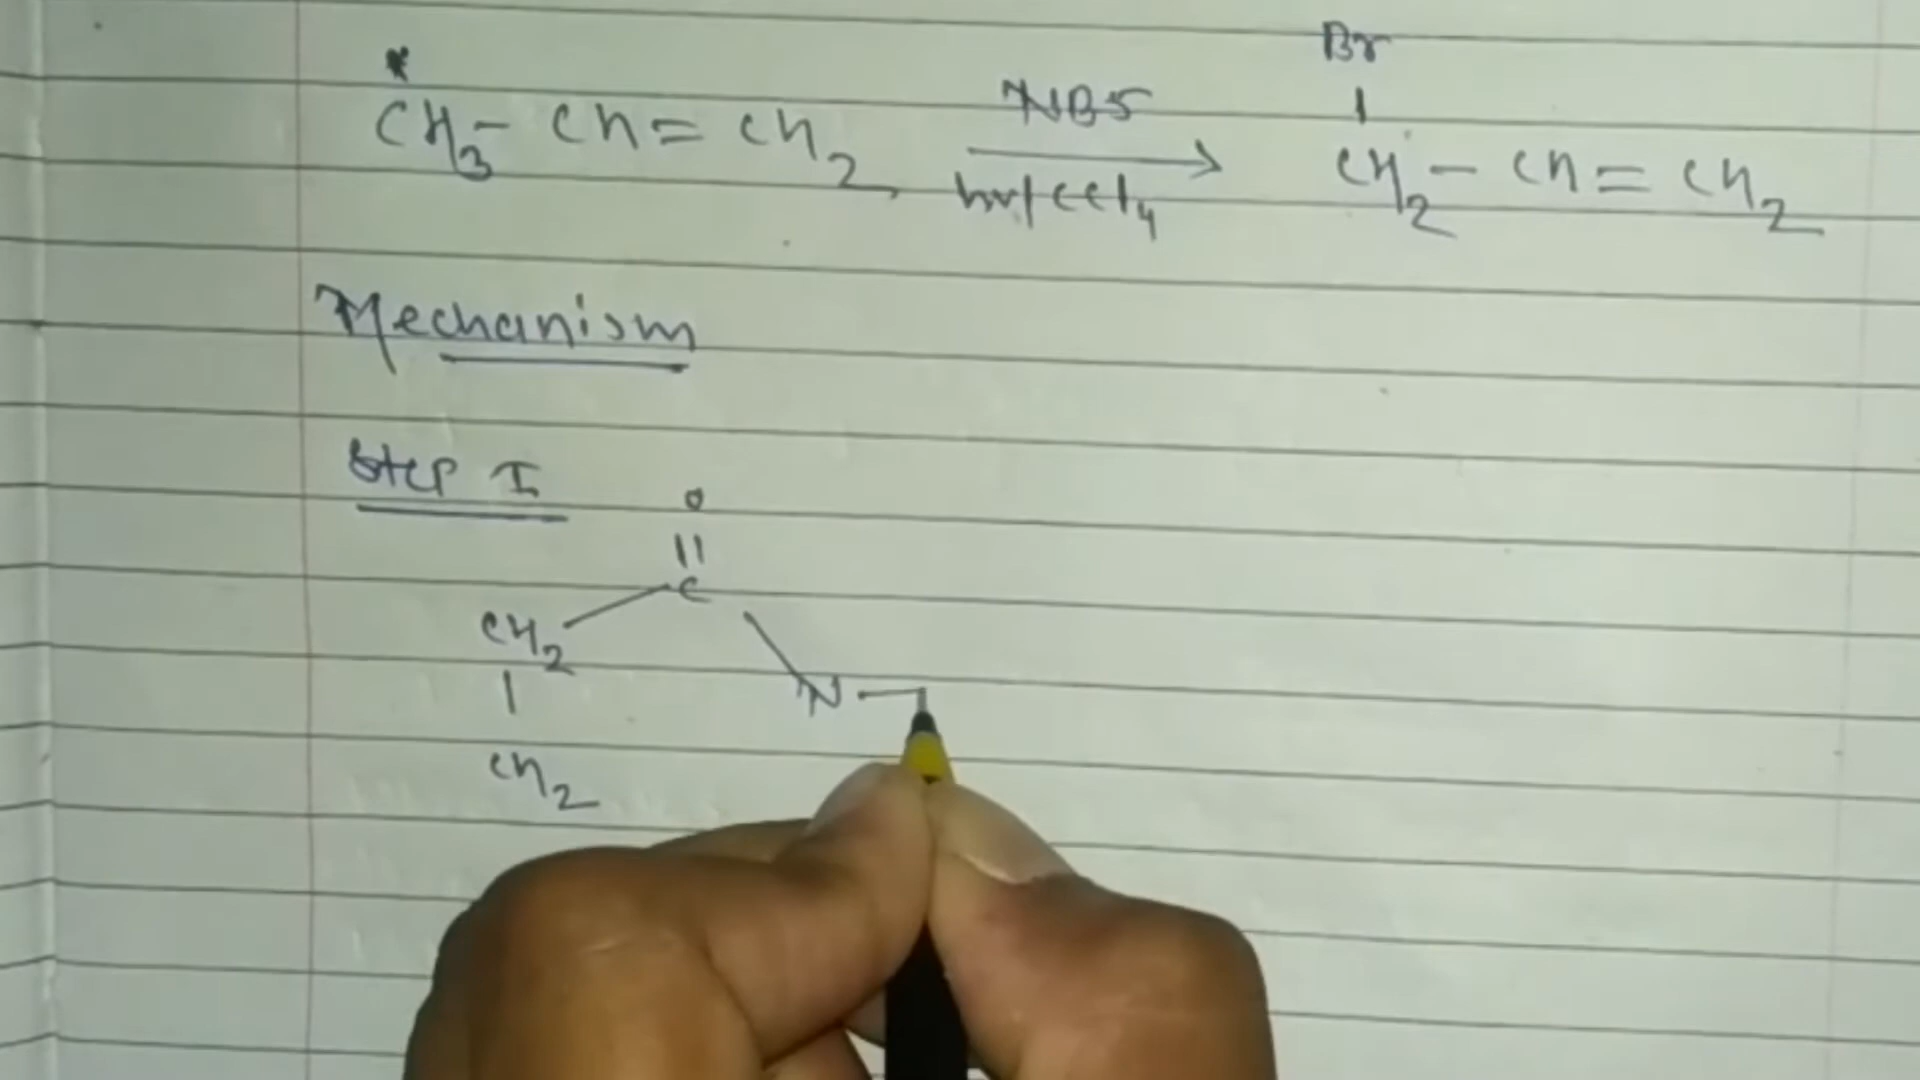 Br
CH3 - CH = CH2 NBS hν/CCl4 → CH2 - CH = CH2
Mechanism
Step I
O
||
C
CH2 N -
|
CH2